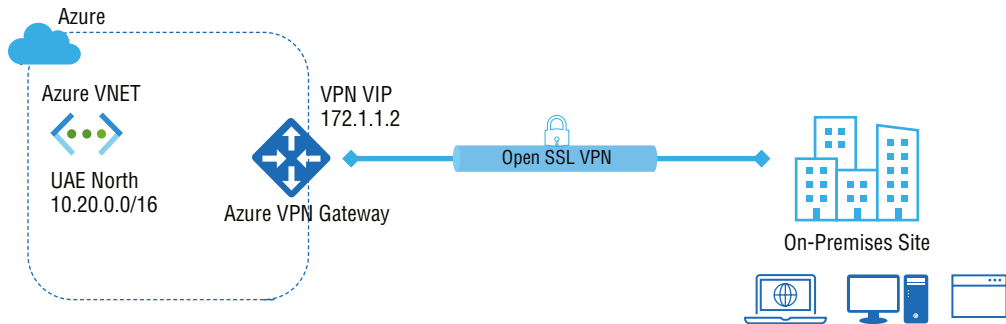 Azure
Azure VNET
UAE North
10.20.0.0/16
VPN VIP
172.1.1.2
Azure VPN Gateway
Open SSL VPN
On-Premises Site